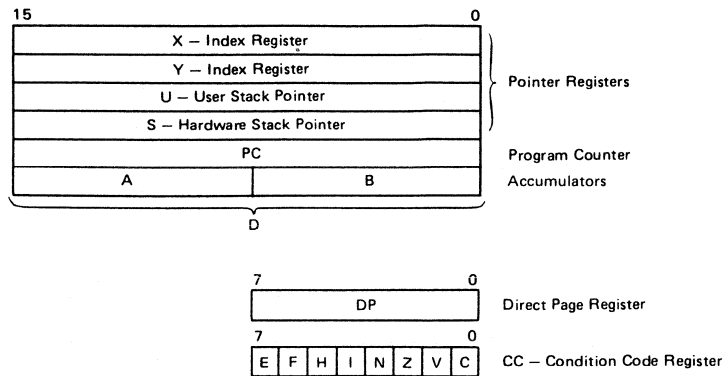 15 0
X – Index Register
Y – Index Register
U – User Stack Pointer
Pointer Registers
S – Hardware Stack Pointer
PC Program Counter
A B Accumulators
D
7 0
DP Direct Page Register
7 0
E F H I N Z V C CC – Condition Code Register